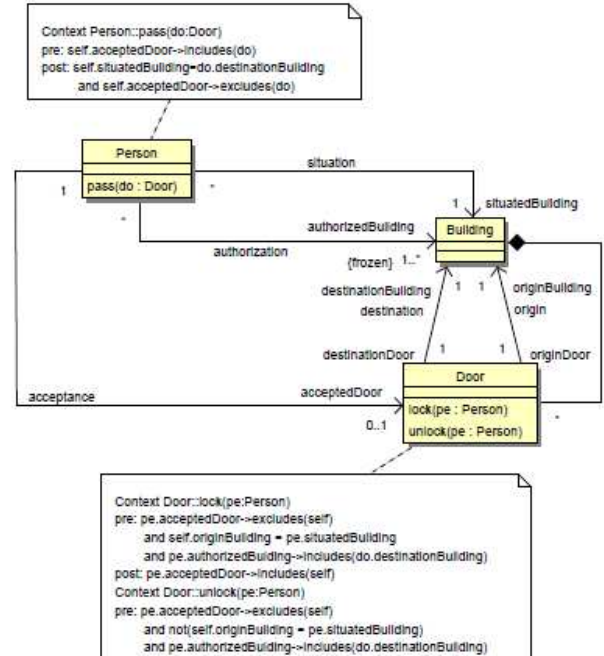 Context Person::pass(do:Door)
pre: self.acceptedDoor->includes(do)
post: self.situatedBuilding=do.destinationBuilding
and self.acceptedDoor->excludes(do)
Person
pass(do : Door)
situation
1
*
*
1
situatedBuilding
authorizedBuilding
Building
authorization
{frozen}
1..*
destinationBuilding
1
1
originBuilding
destination
origin
destinationDoor
1
1
originDoor
Door
acceptance
acceptedDoor
lock(pe : Person)
*
0..1
unlock(pe : Person)
Context Door::lock(pe:Person)
pre: pe.acceptedDoor->excludes(self)
and self.originBuilding = pe.situatedBuilding
and pe.authorizedBuiding->includes(do.destinationBuilding)
post: pe.acceptedDoor->includes(self)
Context Door::unlock(pe:Person)
pre: pe.acceptedDoor->excludes(self)
and not(self.originBuilding = pe.situatedBuilding)
and pe.authorizedBuiding->includes(do.destinationBuilding)